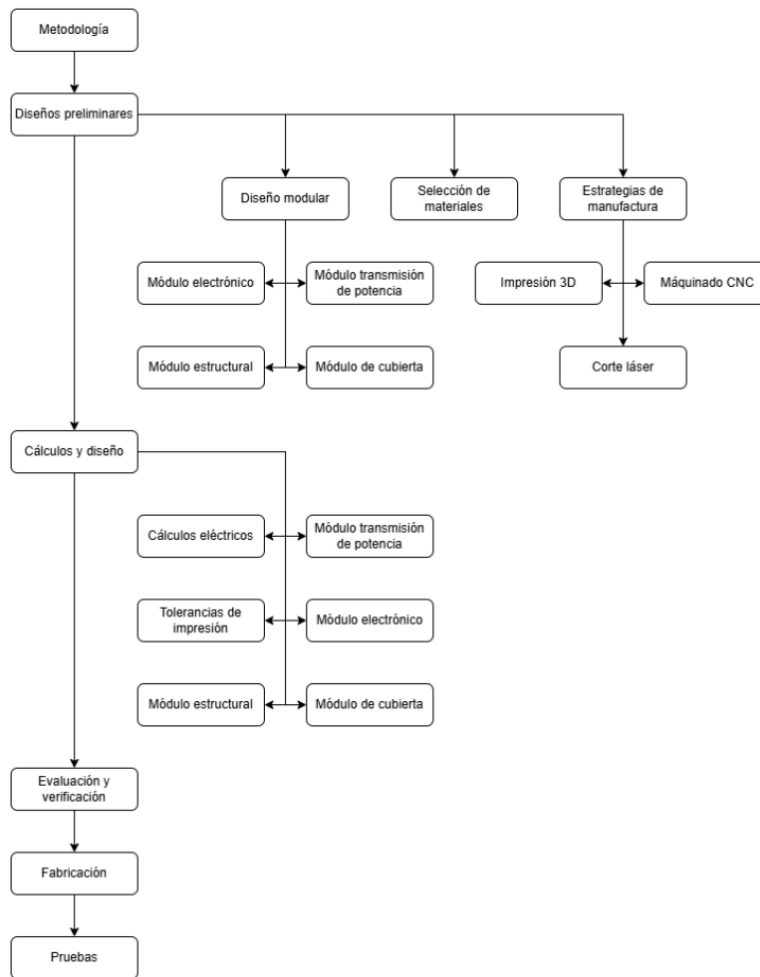 Metodología
Diseños preliminares
Diseño modular
Selección de
materiales
Estrategias de
manufactura
Módulo electrónico
Módulo transmisión
de potencia
Impresión 3D
Máquinado CNC
Módulo estructural
Módulo de cubierta
Corte láser
Cálculos y diseño
Cálculos eléctricos
Módulo transmisión
de potencia
Tolerancias de
impresión
Módulo electrónico
Módulo estructural
Módulo de cubierta
Evaluación y
verificación
Fabricación
Pruebas